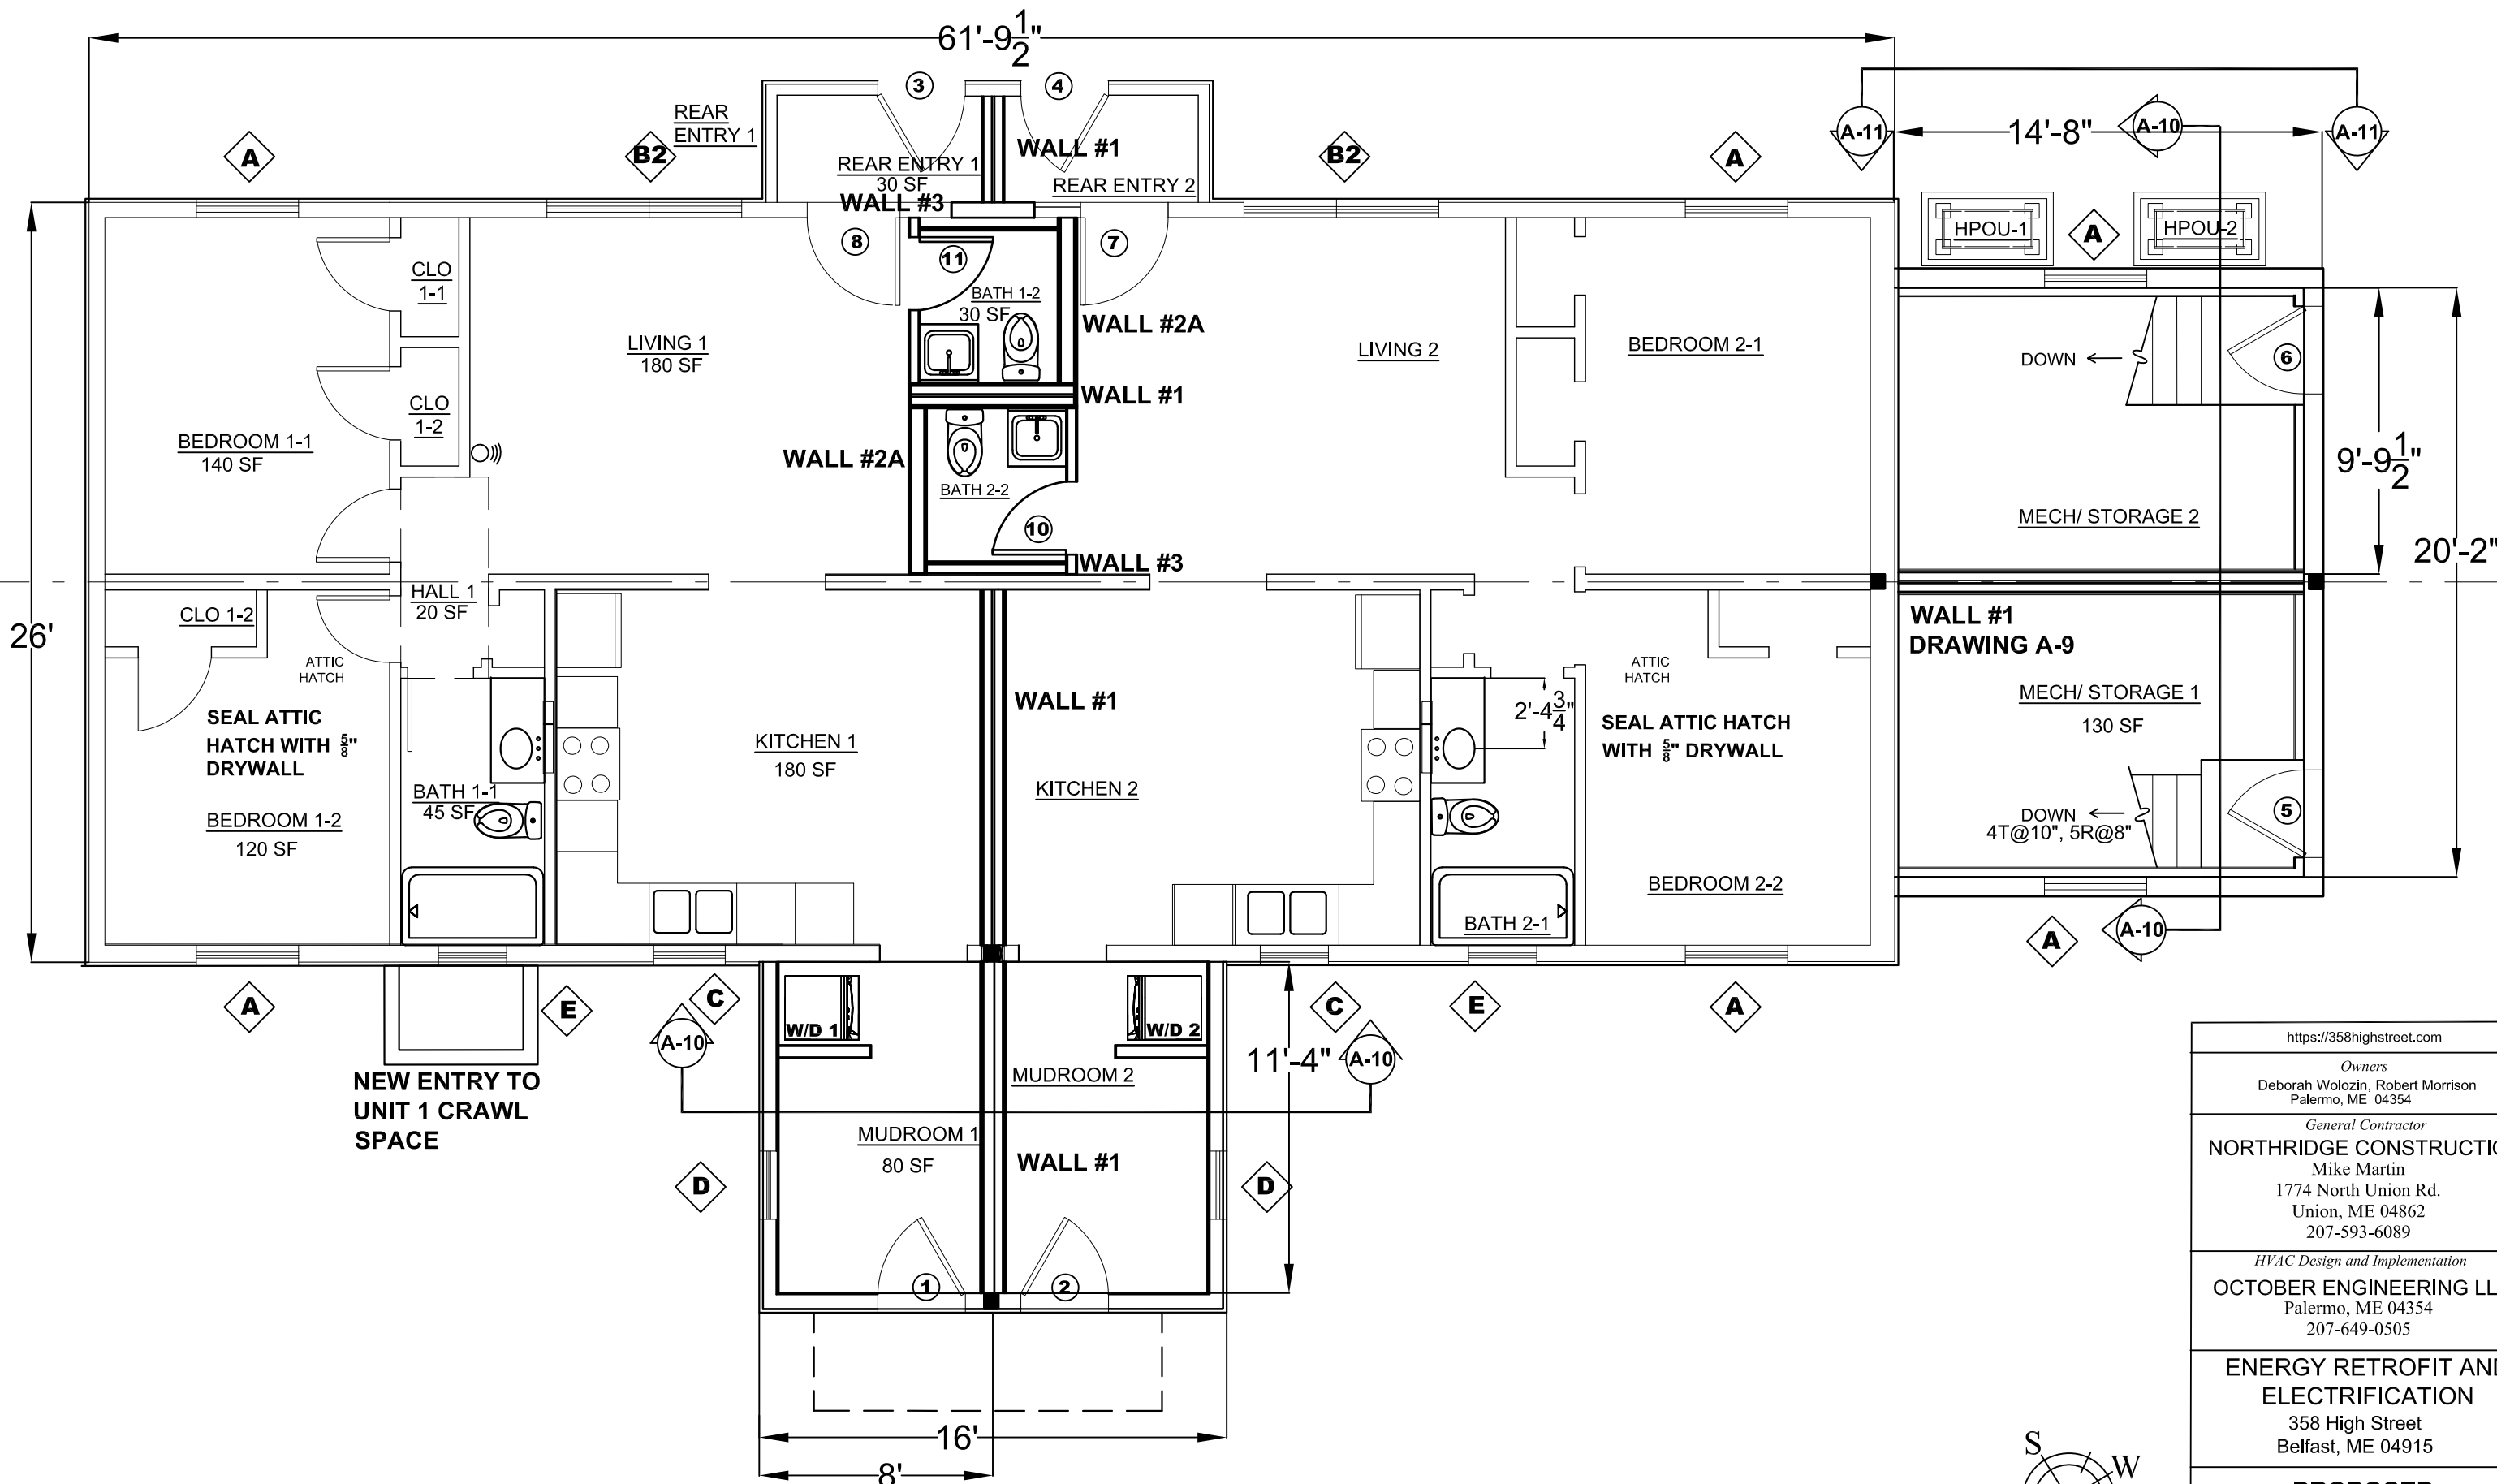 61'-9 1/2"
3
4
REAR
ENTRY 1
WALL #1
A
B2
REAR ENTRY 1
30 SF
REAR ENTRY 2
WALL #3
B2
A
A-11
14'-8"
A-10
A-11
HPOU-1
A
HPOU-2
8
11
7
CLO
1-1
BATH 1-2
30 SF
WALL #2A
LIVING 1
180 SF
LIVING 2
BEDROOM 2-1
DOWN
6
CLO
1-2
WALL #1
BEDROOM 1-1
140 SF
WALL #2A
BATH 2-2
10
WALL #3
MECH/ STORAGE 2
9'-9 1/2"
20'-2"
26'
HALL 1
20 SF
CLO 1-2
ATTIC
HATCH
ATTIC
HATCH
WALL #1
DRAWING A-9
SEAL ATTIC
HATCH WITH 5/8"
DRYWALL
WALL #1
2'-4 3/4"
SEAL ATTIC HATCH
WITH 5/8" DRYWALL
MECH/ STORAGE 1
130 SF
KITCHEN 1
180 SF
KITCHEN 2
BATH 1-1
45 SF
BEDROOM 1-2
120 SF
DOWN
4T@10", 5R@8"
5
BEDROOM 2-2
BATH 2-1
A-10
A
A
E
C
A-10
W/D 1
W/D 2
C
E
A
11'-4"
A-10
NEW ENTRY TO
UNIT 1 CRAWL
SPACE
MUDROOM 2
MUDROOM 1
80 SF
WALL #1
D
D
1
2
16'
8'
https://358highstreet.com
Owners
Deborah Wolozin, Robert Morrison
Palermo, ME 04354
General Contractor
NORTHRIDGE CONSTRUCTIO
Mike Martin
1774 North Union Rd.
Union, ME 04862
207-593-6089
HVAC Design and Implementation
OCTOBER ENGINEERING LL
Palermo, ME 04354
207-649-0505
ENERGY RETROFIT AND
ELECTRIFICATION
358 High Street
Belfast, ME 04915
S
W